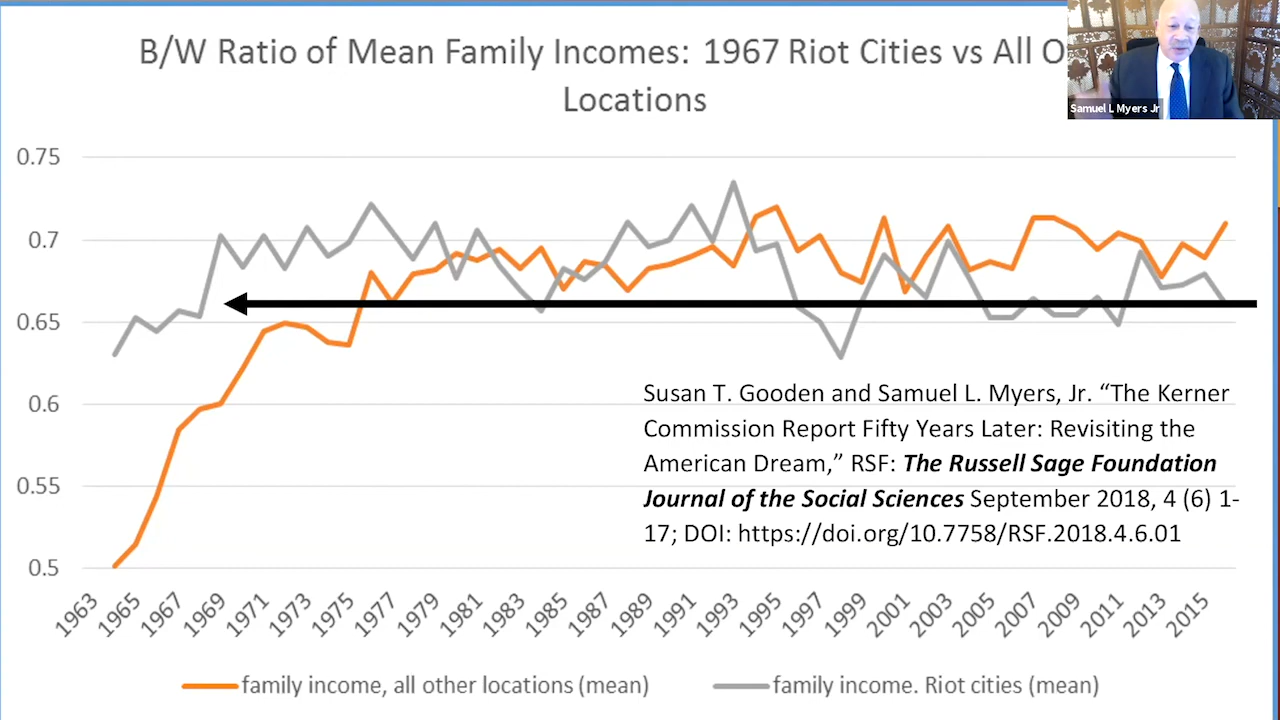 B/W Ratio of Mean Family Incomes: 1967 Riot Cities vs All O
Locations
Samuel L Myers Jr
0.75
0.7
0.65
0.6
0.55
0.5
Susan T. Gooden and Samuel L. Myers, Jr. “The Kerner
Commission Report Fifty Years Later: Revisiting the
American Dream,” RSF: The Russell Sage Foundation
Journal of the Social Sciences September 2018, 4 (6) 1-
17; DOI: https://doi.org/10.7758/RSF.2018.4.6.01
1963 1965 1967 1969 1971 1973 1975 1977 1979 1981 1983 1985 1987 1989 1991 1993 1995 1997 1999 2001 2003 2005 2007 2009 2011 2013 2015
family income, all other locations (mean) family income. Riot cities (mean)